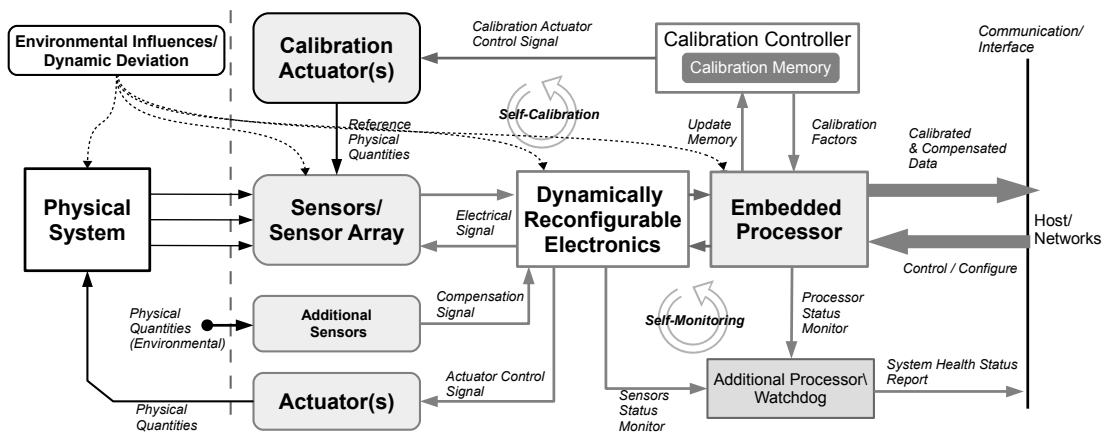 Environmental Influences/
Dynamic Deviation
Calibration
Actuator(s)
Calibration Actuator
Control Signal
Calibration Controller
Calibration Memory
Communication/
Interface
Self-Calibration
Reference
Physical
Quantities
Update
Memory
Calibration
Factors
Calibrated
& Compensated
Data
Physical
System
Sensors/
Sensor Array
Electrical
Signal
Dynamically
Reconfigurable
Electronics
Embedded
Processor
Host/
Networks
Control / Configure
Physical
Quantities
(Environmental)
Additional
Sensors
Compensation
Signal
Self-Monitoring
Processor
Status
Monitor
Physical
Quantities
Actuator(s)
Actuator Control
Signal
Sensors
Status
Monitor
Additional Processor\
Watchdog
System Health Status
Report